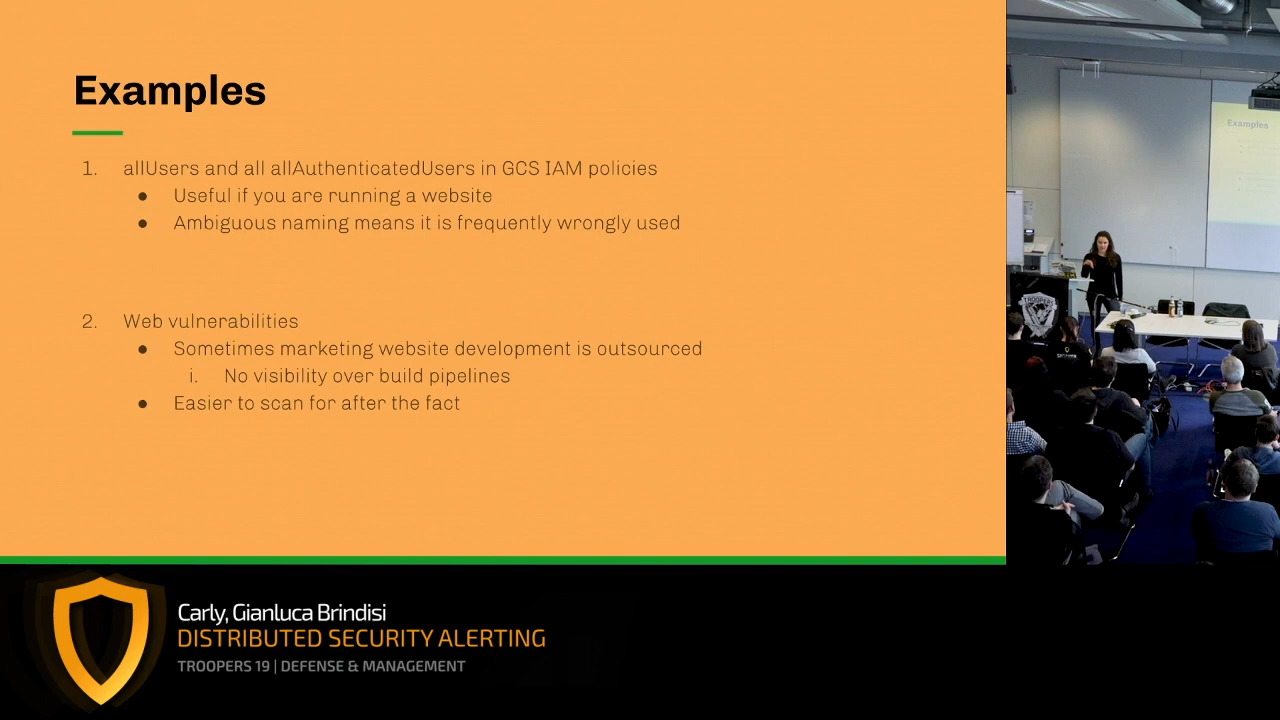 Examples
1. allUsers and all allAuthenticatedUsers in GCS IAM policies
● Useful if you are running a website
● Ambiguous naming means it is frequently wrongly used
2. Web vulnerabilities
● Sometimes marketing website development is outsourced
i. No visibility over build pipelines
● Easier to scan for after the fact
Examples
TROOPERS
Carly, Gianluca Brindisi
DISTRIBUTED SECURITY ALERTING
TROOPERS 19 | DEFENSE & MANAGEMENT